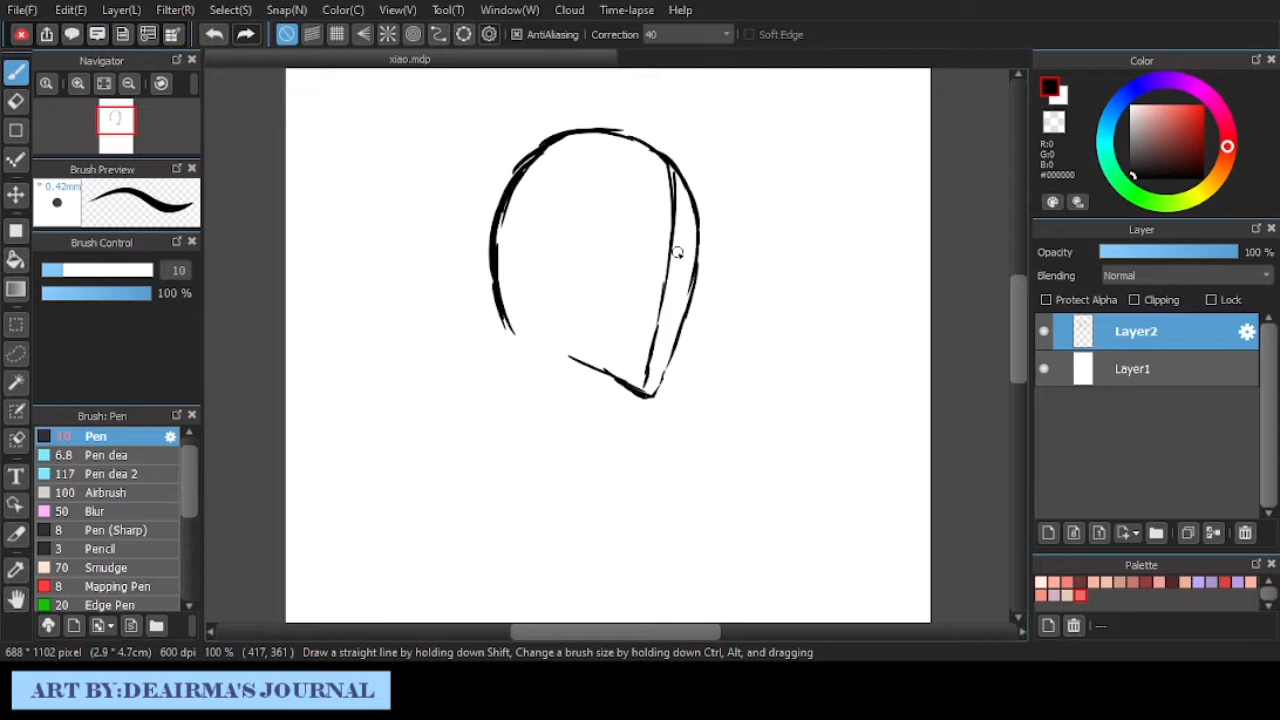 File(F) Edit(E) Layer(L) Filter(R) Select(S) Snap(N) Color(C) View(V) Tool(T) Window(W) Cloud Time-lapse Help
AntiAliasing Correction 40 Soft Edge
Navigator
xiao.mdp
Color
R:0
G:0
B:0
#000000
Brush Preview
0.42mm
Brush Control
10
100 %
Layer
Opacity 100 %
Blending Normal
Protect Alpha Clipping Lock
Layer2
Layer1
Brush: Pen
10 Pen
6.8 Pen dea
117 Pen dea 2
100 Airbrush
50 Blur
8 Pen (Sharp)
3 Pencil
70 Smudge
8 Mapping Pen
20 Edge Pen
Palette
---
688 * 1102 pixel (2.9 * 4.7cm) 600 dpi 100 % ( 417, 361 ) Draw a straight line by holding down Shift, Change a brush size by holding down Ctrl, Alt, and dragging
ART BY:DEAIRMA'S JOURNAL